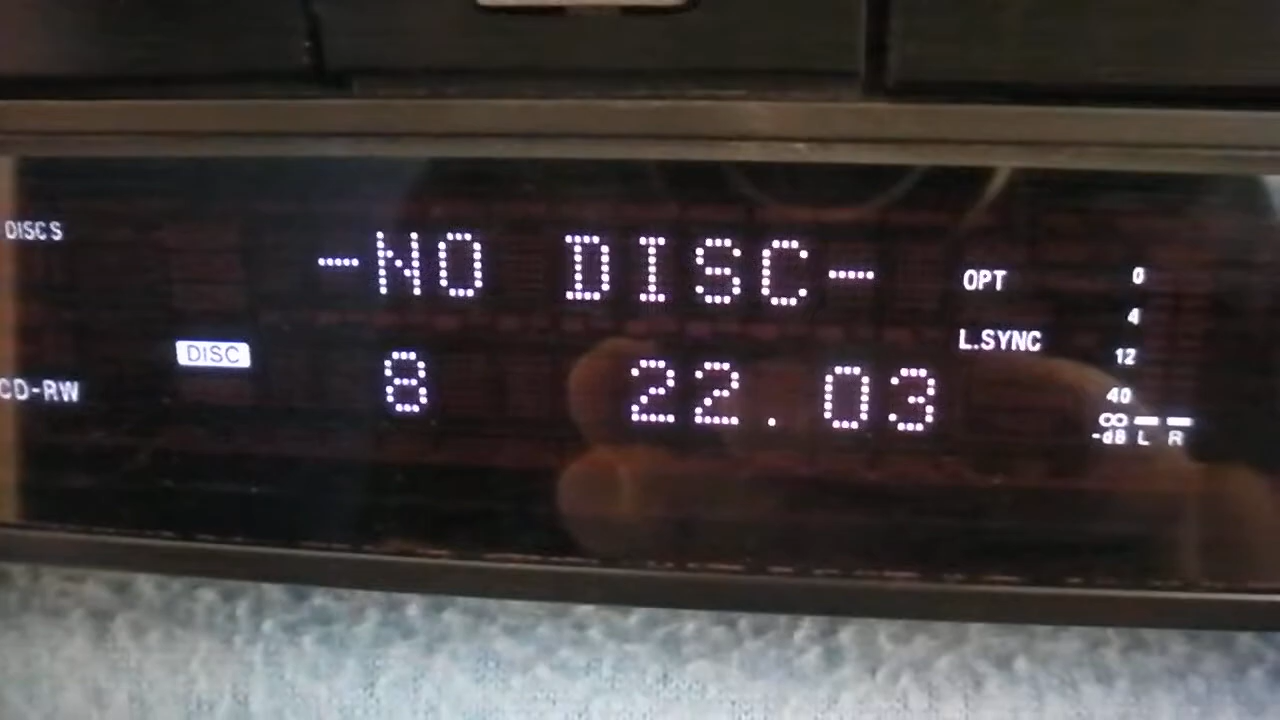 DISCS
-NO DISC-
OPT
0
4
L.SYNC
DISC
12
CD-RW
8 22.03
40
∞
-dB L R